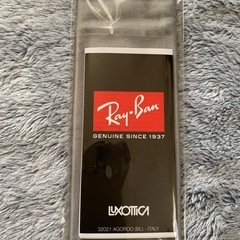 Ray-Ban
GENUINE SINCE 1937
LUXOTTICA
32021 AGORDO (BL) - ITALY